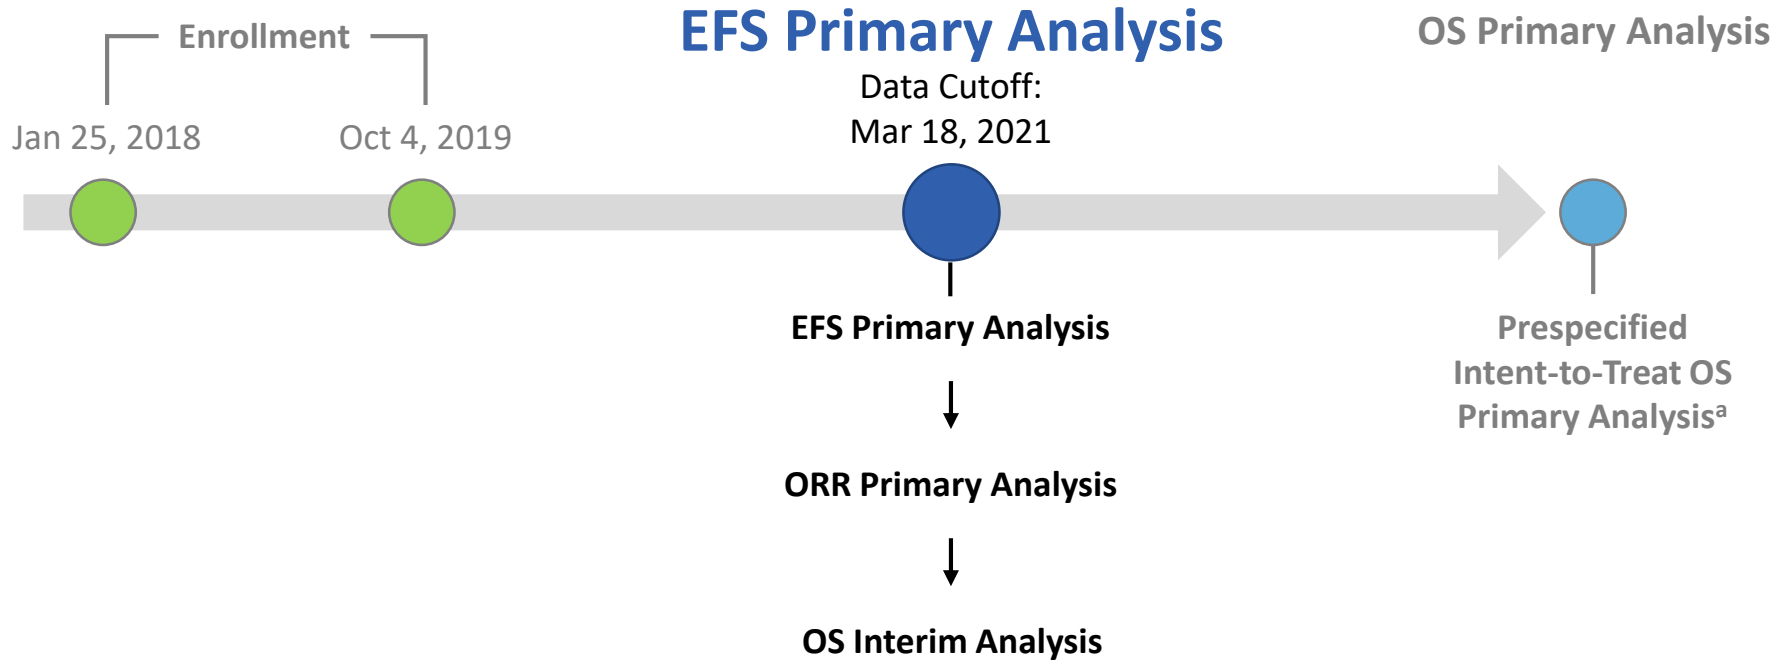 Enrollment
Jan 25, 2018
Oct 4, 2019
EFS Primary Analysis
Data Cutoff:
Mar 18, 2021
OS Primary Analysis
EFS Primary Analysis
ORR Primary Analysis
OS Interim Analysis
Prespecified
Intent-to-Treat OS
Primary Analysisᵃ